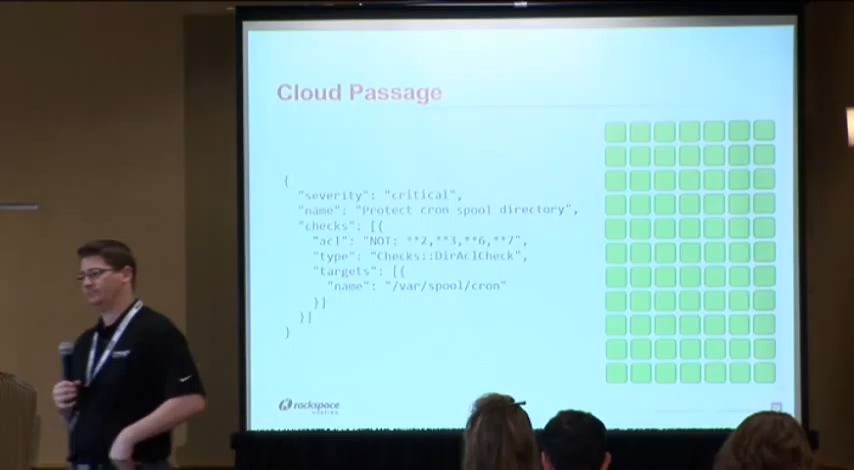 Cloud Passage
{
"severity": "critical",
"name": "Protect cron spool directory",
"checks": [{
"acl": "NOT: **2,**3,**6,**7",
"type": "Checks::DirAclCheck",
"targets": [{
"name": "/var/spool/cron"
}]
}]
}
rockspace